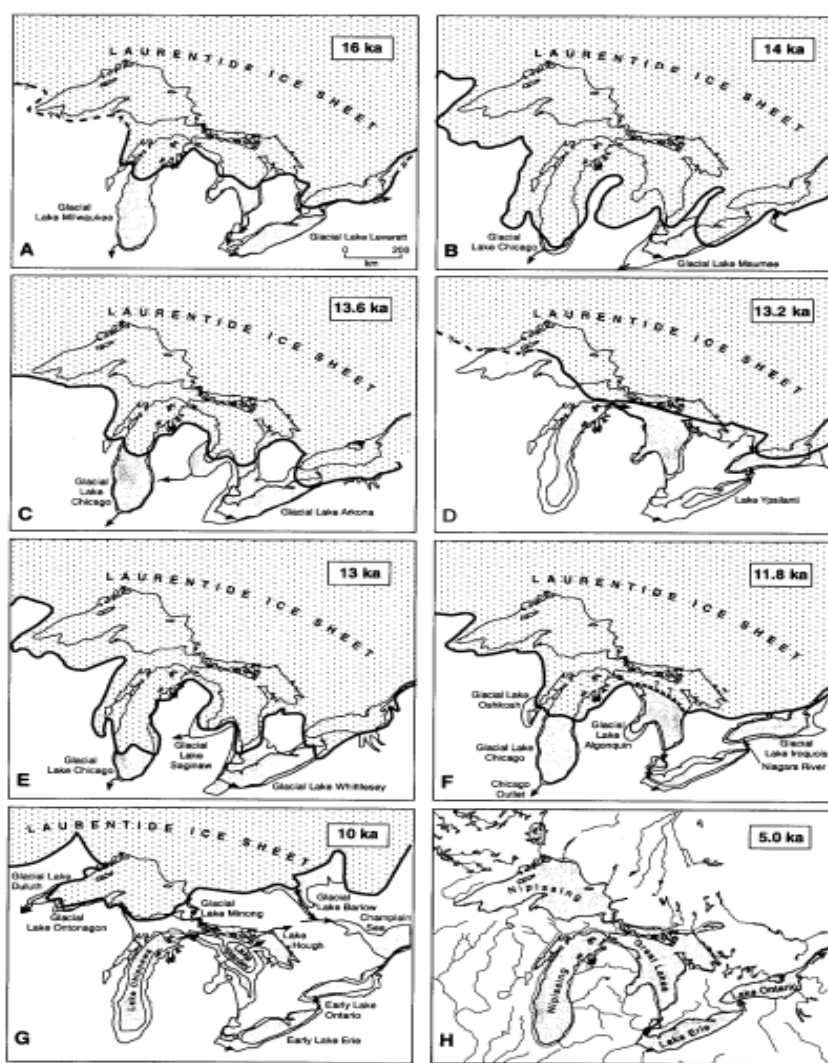 LAURENTIDE ICE SHEET
16 ka
Glacial
Lake Milwaukee
Glacial Lake Leverett
0 200
km
A
LAURENTIDE ICE SHEET
14 ka
Glacial
Lake Chicago
Glacial Lake Maumee
B
LAURENTIDE ICE SHEET
13.6 ka
Glacial
Lake
Chicago
Glacial Lake Arkona
C
LAURENTIDE ICE SHEET
13.2 ka
Lake Ypsilanti
D
LAURENTIDE ICE SHEET
13 ka
Glacial
Lake Chicago
Glacial
Lake
Saginaw
Glacial Lake Whittlesey
E
LAURENTIDE ICE SHEET
11.8 ka
Glacial Lake
Oshkosh
Glacial Lake
Chicago
Chicago
Outlet
Glacial
Lake
Algonquin
Glacial
Lake Iroquois
Niagara River
F
LAURENTIDE ICE SHEET
10 ka
Glacial Lake
Duluth
Glacial
Lake Ontonagon
Glacial
Lake Minong
Glacial
Lake Barlow
Champlain
Sea
Lake
Hough
Lake Chippewa
Lake
Early Lake
Ontario
Early Lake Erie
G
5.0 ka
Nipissing
Nipissing
Great Lakes
Lake Ontario
Lake Erie
H